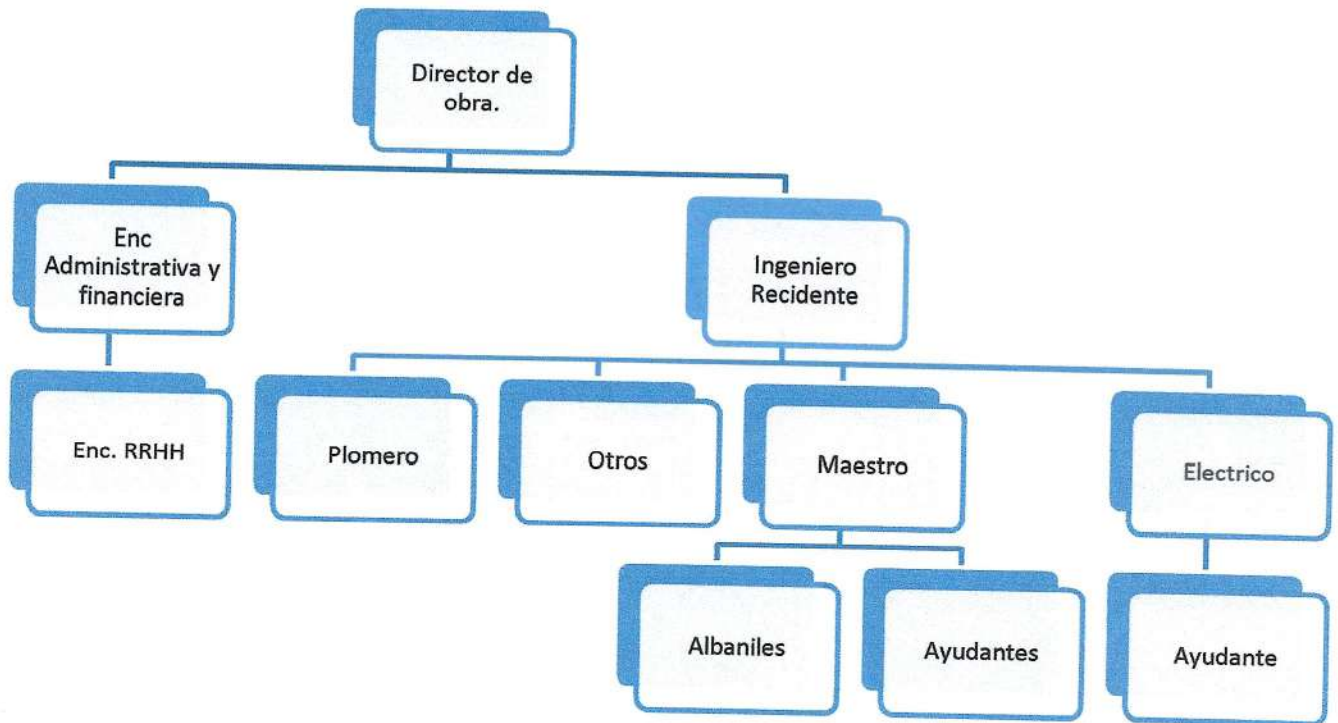 Director de
obra.
Enc
Administrativa y
financiera
Ingeniero
Recidente
Enc. RRHH
Plomero
Otros
Maestro
Electrico
Albaniles
Ayudantes
Ayudante